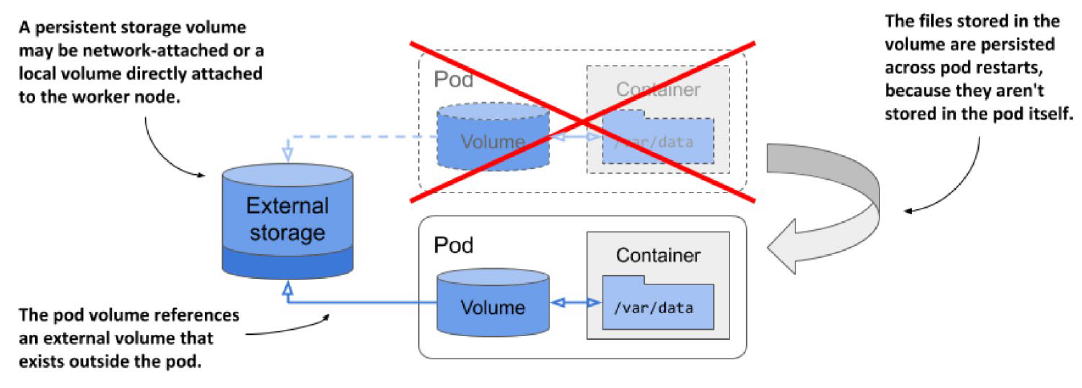 A persistent storage volume
may be network-attached or a
local volume directly attached
to the worker node.
The files stored in the
volume are persisted
across pod restarts,
because they aren't
stored in the pod itself.
Pod
Container
Volume
/var/data
External
storage
Pod
Container
Volume
/var/data
The pod volume references
an external volume that
exists outside the pod.